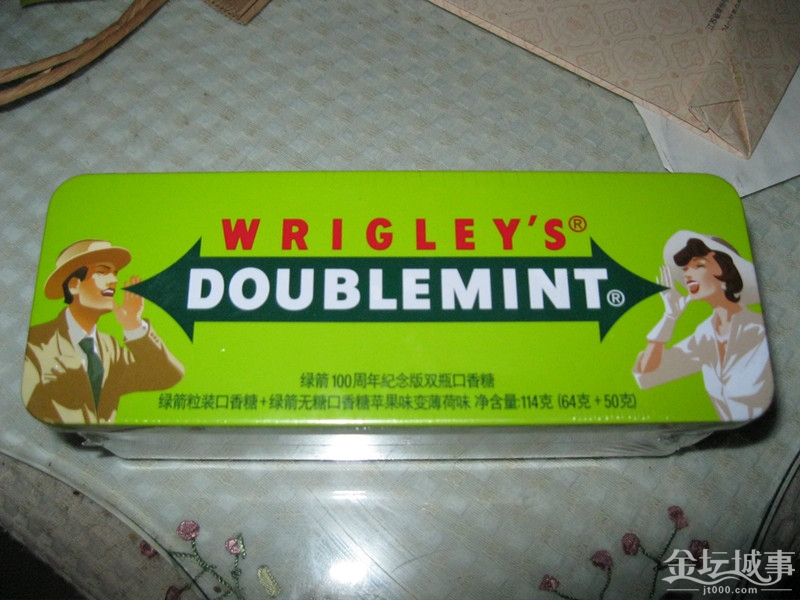 WRIGLEY'S®
DOUBLEMINT®
绿箭100周年纪念版双瓶口香糖
绿箭粒装口香糖+绿箭无糖口香糖苹果味变薄荷味 净含量:114克 (64克+50克)
金坛城事
jt000.com